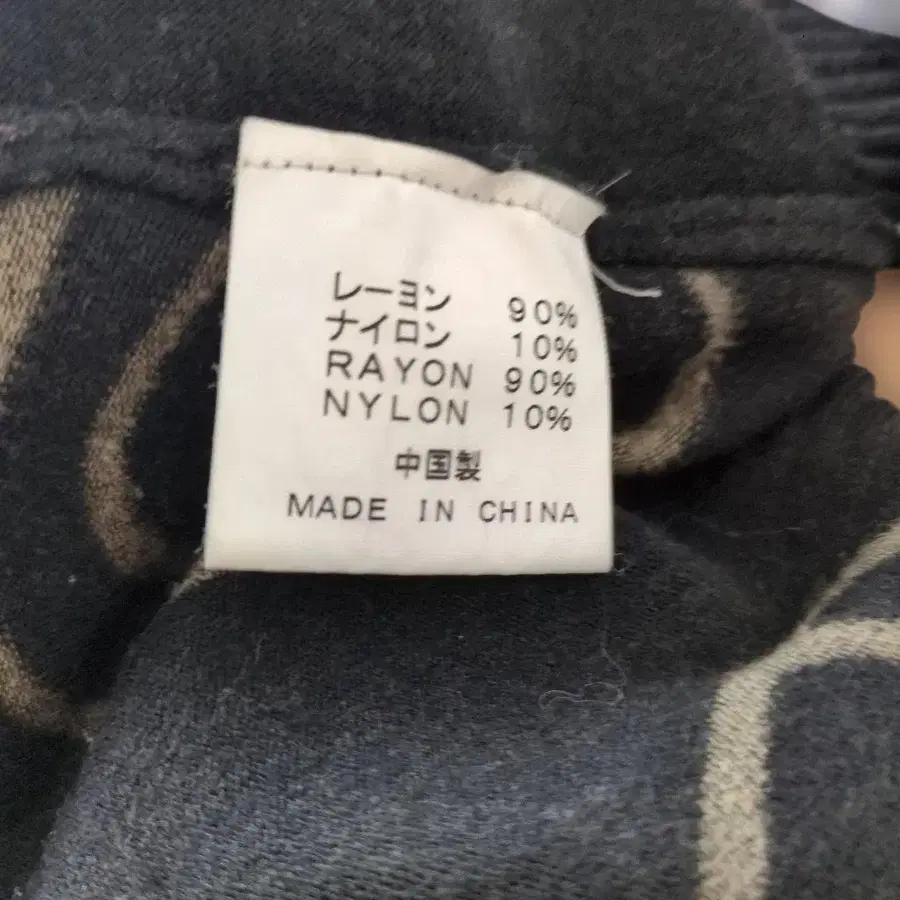 レーヨン 90%
ナイロン 10%
RAYON 90%
NYLON 10%
中国製
MADE IN CHINA